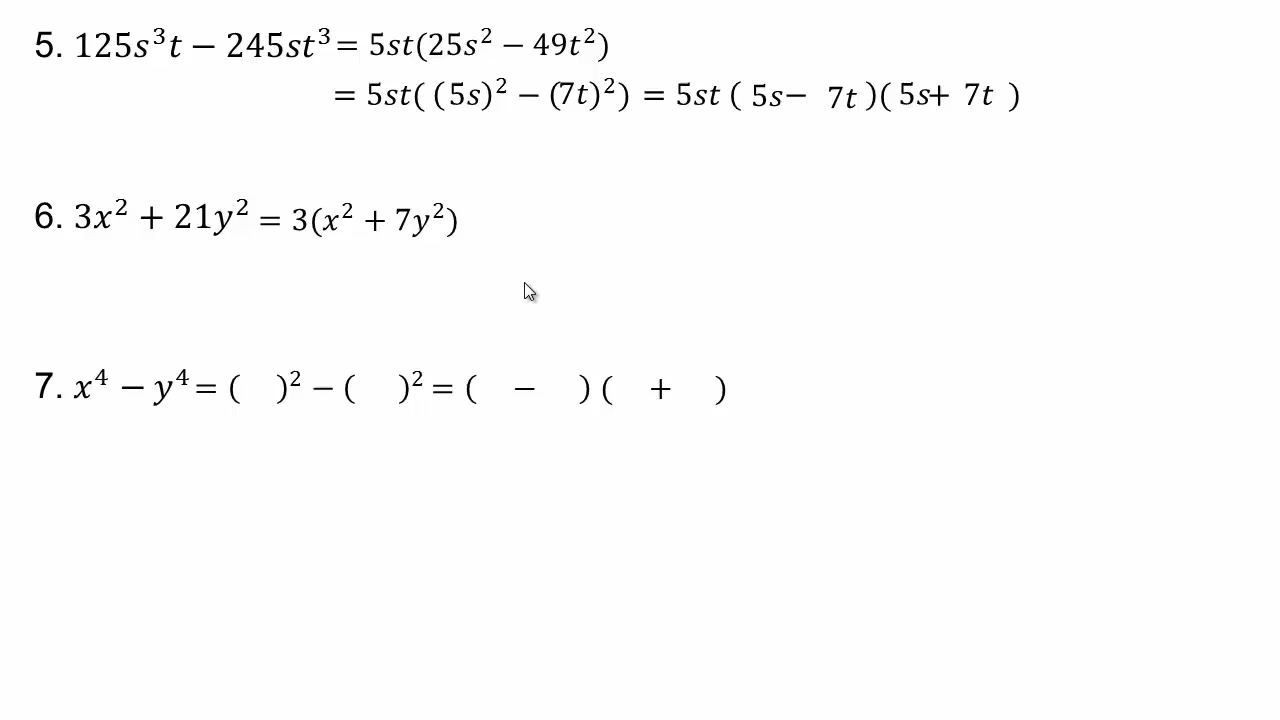 5. 125s³t − 245st³ = 5st(25s² − 49t²)
= 5st( (5s)² − (7t)²) = 5st ( 5s − 7t )( 5s + 7t )
6. 3x² + 21y² = 3(x² + 7y²)
7. x⁴ − y⁴ = ( )² − ( )² = ( − ) ( + )